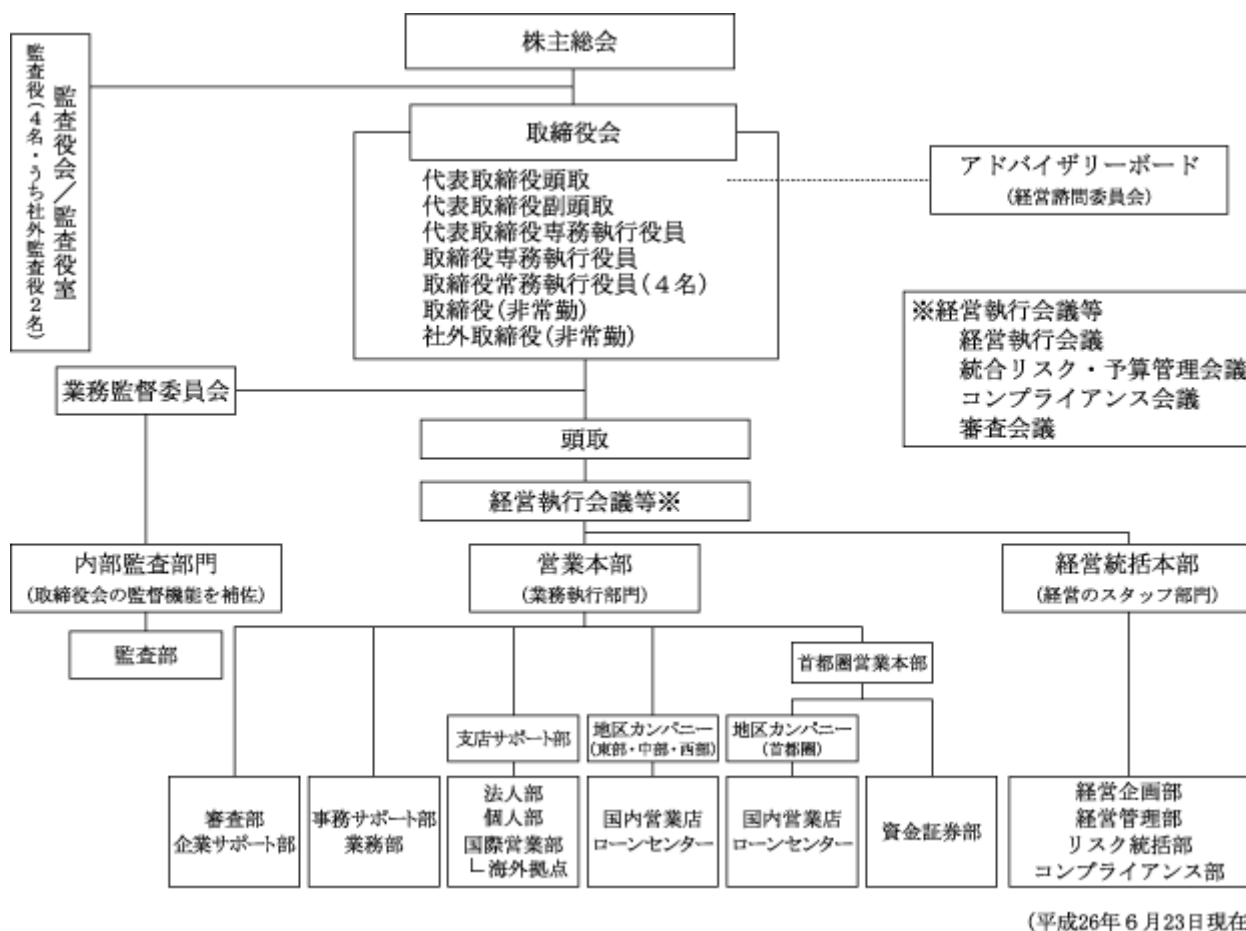 株主総会
監査役会／監査役室
監査役(4名・うち社外監査役2名)
取締役会
代表取締役頭取
代表取締役副頭取
代表取締役専務執行役員
取締役専務執行役員
取締役常務執行役員(４名)
取締役(非常勤)
社外取締役(非常勤)
アドバイザリーボード
(経営諮問委員会)
※経営執行会議等
経営執行会議
統合リスク・予算管理会議
コンプライアンス会議
審査会議
業務監督委員会
頭取
経営執行会議等※
内部監査部門
(取締役会の監督機能を補佐)
営業本部
(業務執行部門)
経営統括本部
(経営のスタッフ部門)
監査部
首都圏営業本部
支店サポート部
地区カンパニー
(東部・中部・西部)
地区カンパニー
(首都圏)
審査部
企業サポート部
事務サポート部
業務部
法人部
個人部
国際営業部
└海外拠点
国内営業店
ローンセンター
国内営業店
ローンセンター
資金証券部
経営企画部
経営管理部
リスク統括部
コンプライアンス部
(平成26年６月23日現在